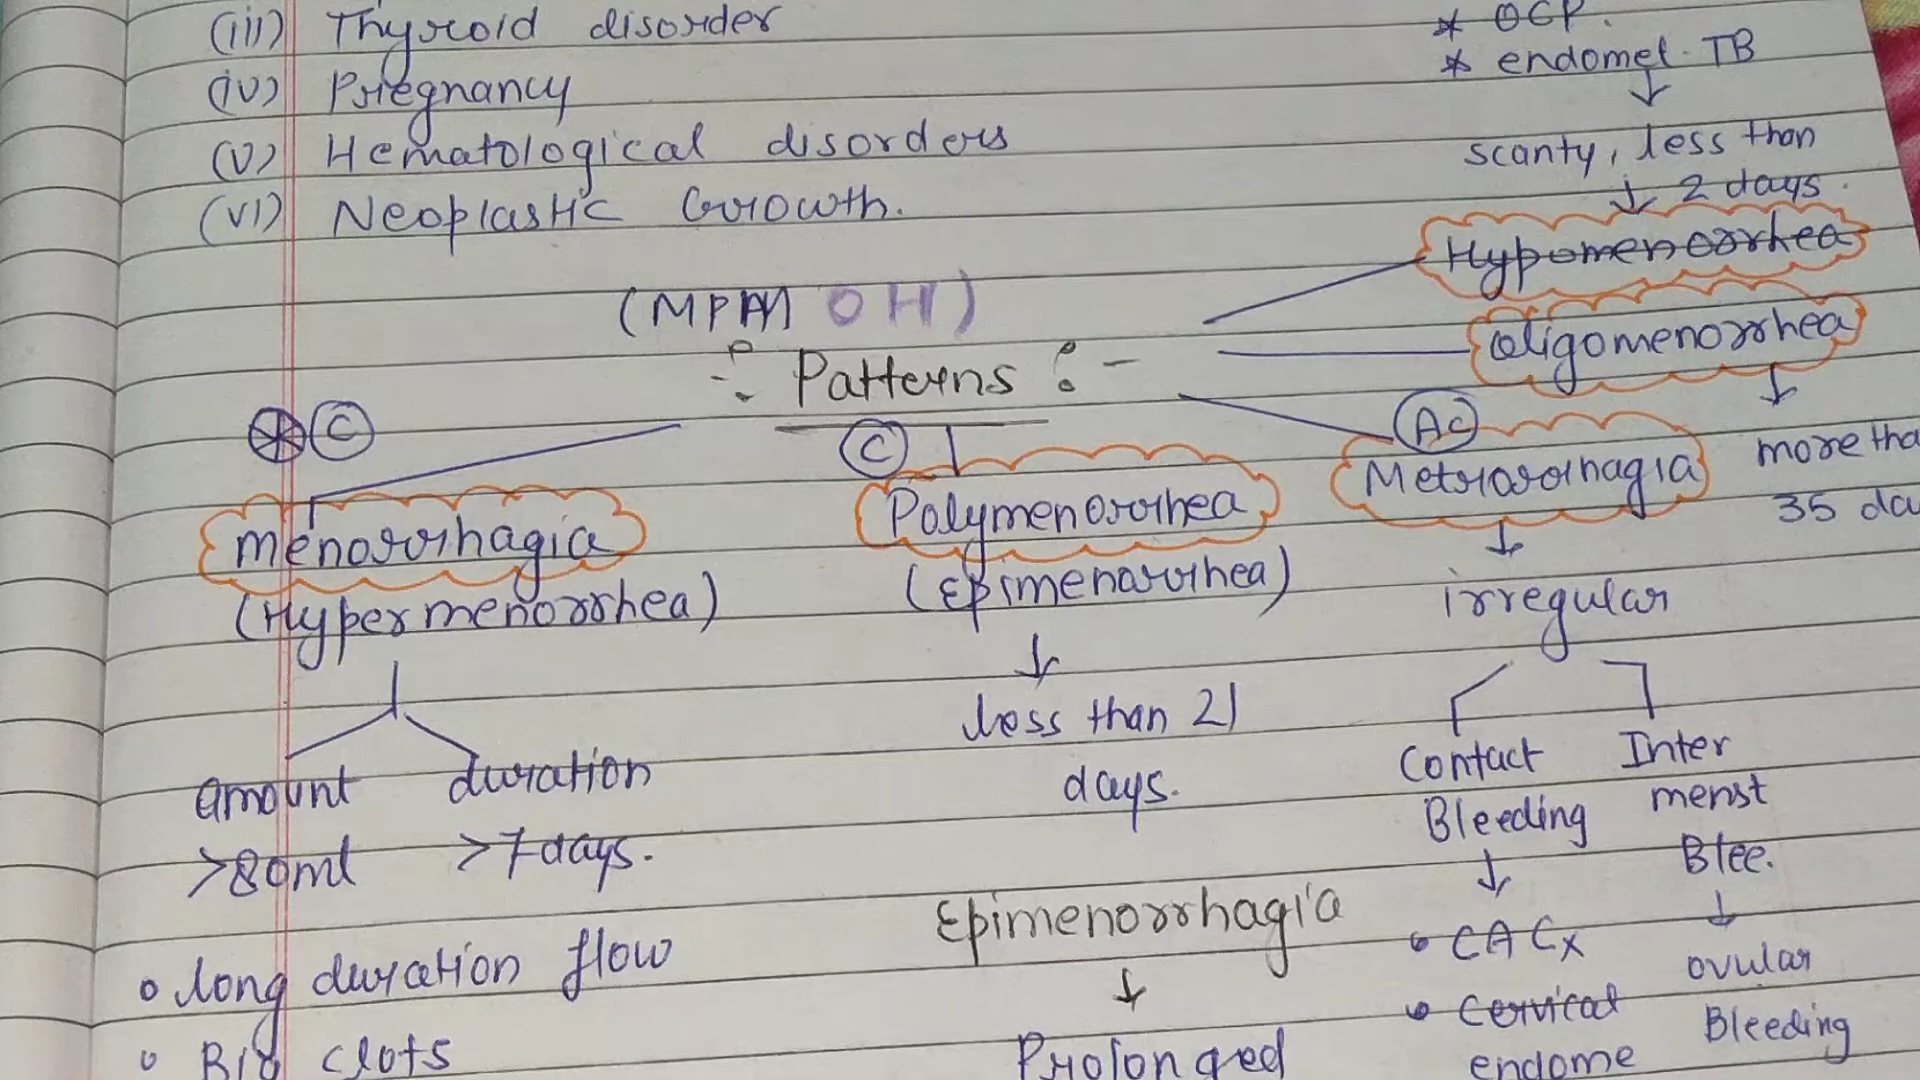 (iii) Thyroid disorder
(iv) Pregnancy
(v) Hematological disorders
(vi) Neoplastic Growth.
* OCP.
* endomet. TB
↓
scanty, less than
↓ 2 days.
Hypomenorrhea
Oligomenorrhea
↓
more tha
35 da
(MPM OH)
Patterns :-
C
menorrhagia
(Hypermenorrhea)
amount duration
>80ml >7days.
• long duration flow
• Big clots
C
Polymenorrhea
(Epimenorrhea)
↓
less than 21
days.
Epimenorrhagia
↓
Prolonged
AC
Metrorrhagia
↓
irregular
Contact
Bleeding
↓
• CA Cx
• Cervical
endome
Inter
menst
Blee.
↓
ovular
Bleeding